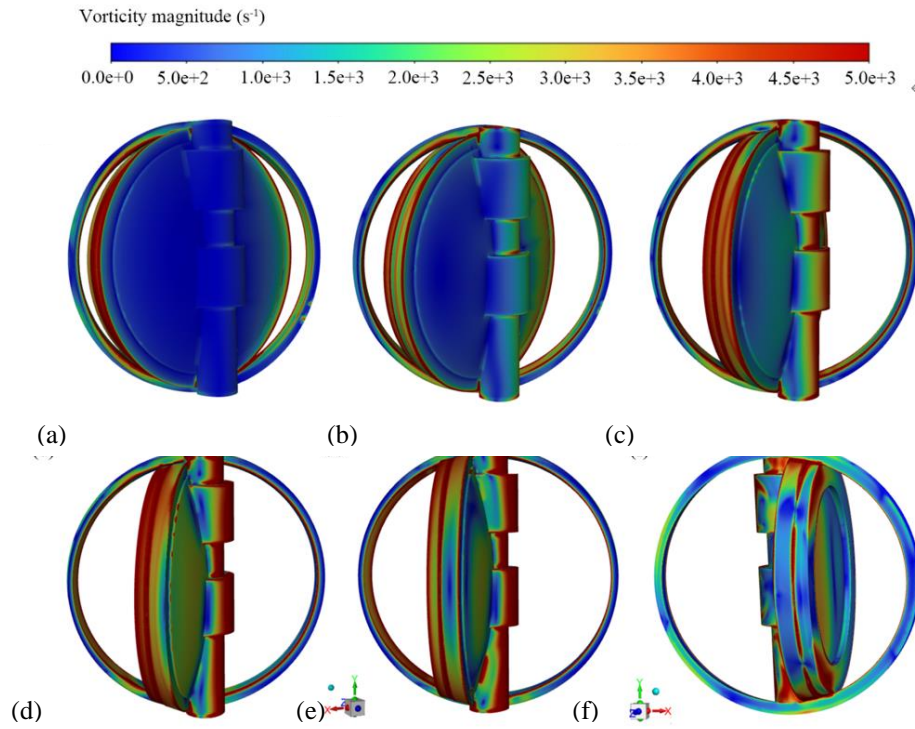 Vorticity magnitude (s⁻¹)
0.0e+0 5.0e+2 1.0e+3 1.5e+3 2.0e+3 2.5e+3 3.0e+3 3.5e+3 4.0e+3 4.5e+3 5.0e+3
(a) (b) (c)
Y Y
X Z Z X
(d) (e) (f)